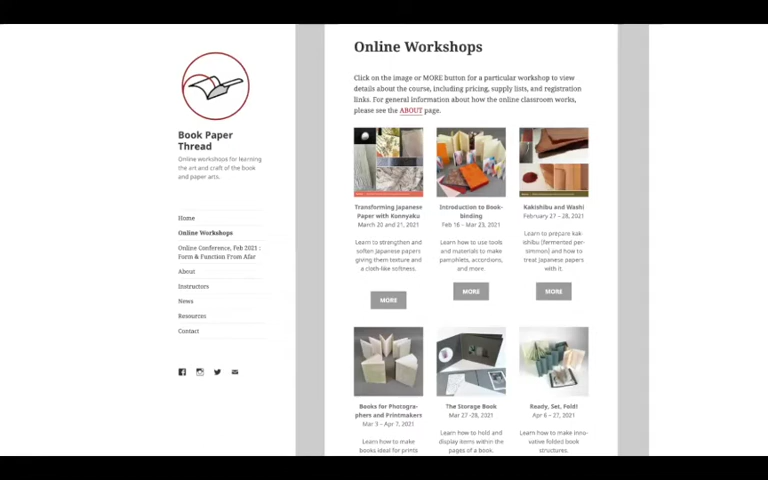 Book Paper
Thread
Online workshops for learning
the art and craft of the book
and paper arts.
Home
Online Workshops
Online Conference, Feb 2021 :
Form & Function From Afar
About
Instructors
News
Resources
Contact
Online Workshops
Click on the image or MORE button for a particular workshop to view
details about the course, including pricing, supply lists, and registration
links. For general information about how the online classroom works,
please see the ABOUT page.
Transforming Japanese
Paper with Konnyaku
March 20 and 21, 2021
Learn to strengthen and
soften Japanese papers
giving them texture and
a cloth-like softness.
MORE
Introduction to Book-
binding
Feb 16 – Mar 23, 2021
Learn how to use tools
and materials to make
pamphlets, accordions,
and more.
MORE
Kakishibu and Washi
February 27 – 28, 2021
Learn to prepare kak-
ishibu (fermented per-
simmon) and how to
treat Japanese papers
with it.
MORE
Books for Photogra-
phers and Printmakers
Mar 3 – Apr 7, 2021
Learn how to make
books ideal for prints
The Storage Book
Mar 27 -28, 2021
Learn how to hold and
display items within the
pages of a book.
Ready, Set, Fold!
Apr 6 – 27, 2021
Learn how to make inno-
vative folded book
structures.